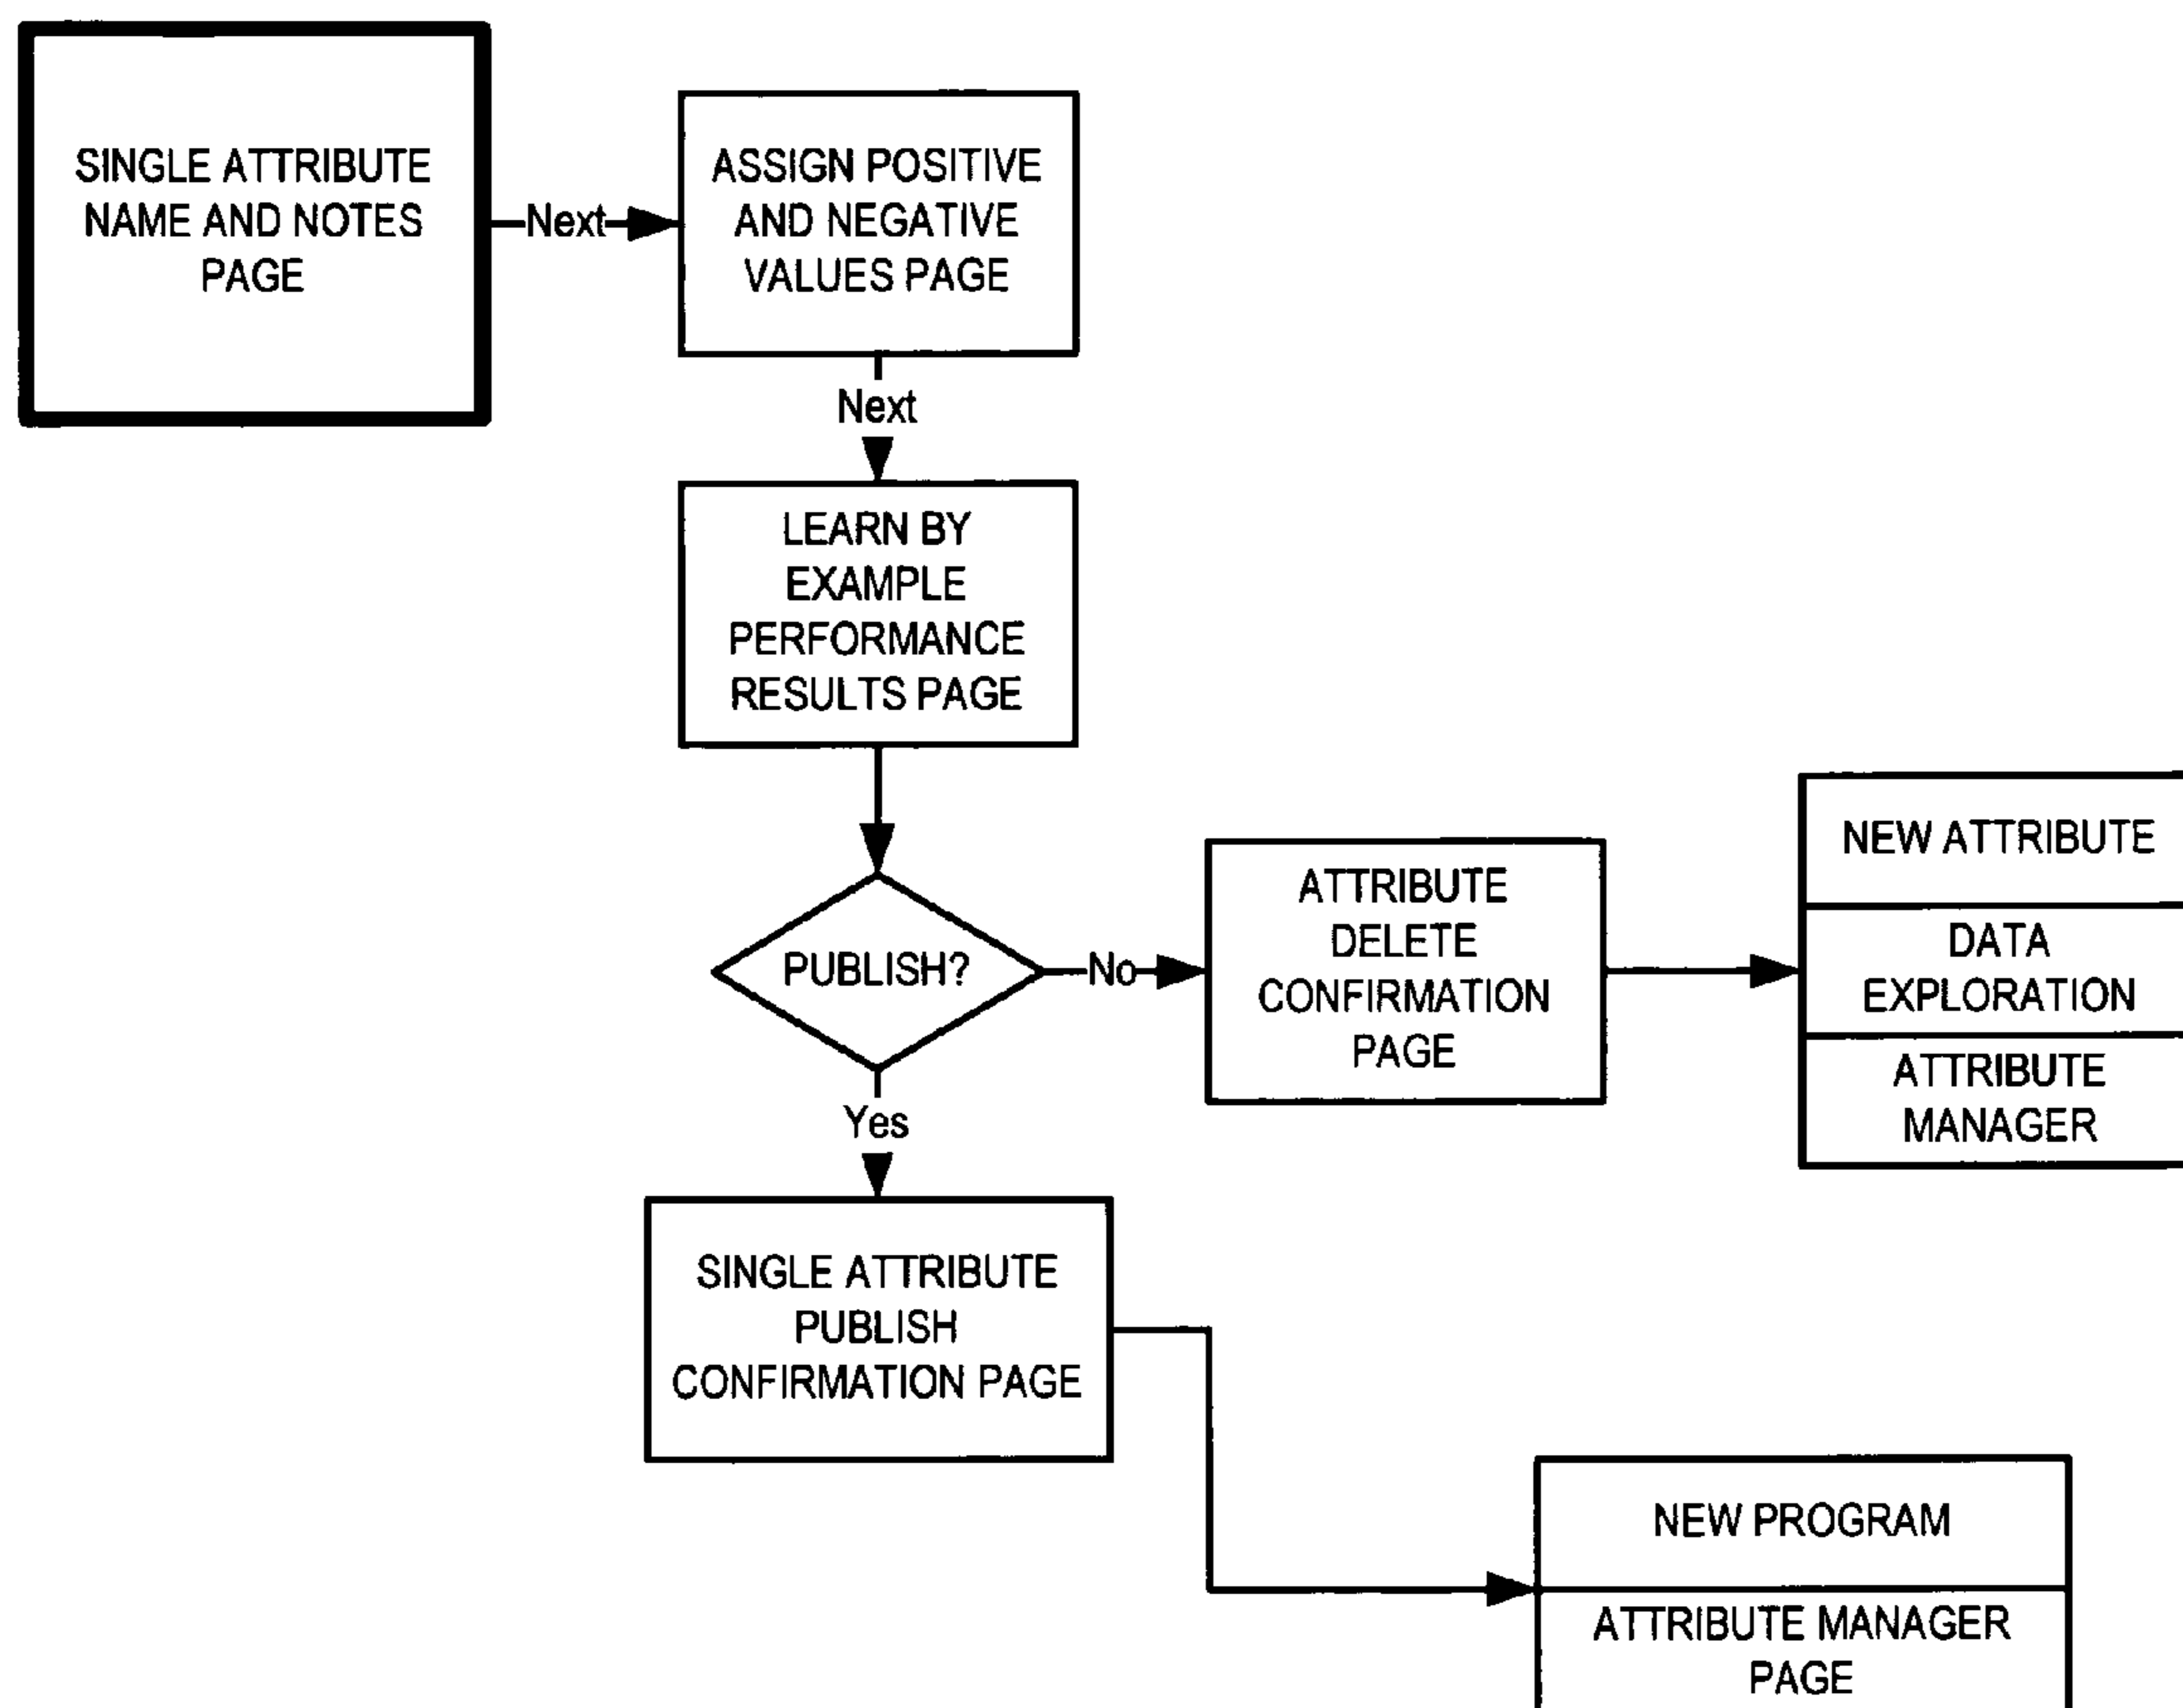 SINGLE ATTRIBUTE
NAME AND NOTES
PAGE
Next
ASSIGN POSITIVE
AND NEGATIVE
VALUES PAGE
Next
LEARN BY
EXAMPLE
PERFORMANCE
RESULTS PAGE
PUBLISH?
No
ATTRIBUTE
DELETE
CONFIRMATION
PAGE
NEW ATTRIBUTE
DATA
EXPLORATION
ATTRIBUTE
MANAGER
Yes
SINGLE ATTRIBUTE
PUBLISH
CONFIRMATION PAGE
NEW PROGRAM
ATTRIBUTE MANAGER
PAGE